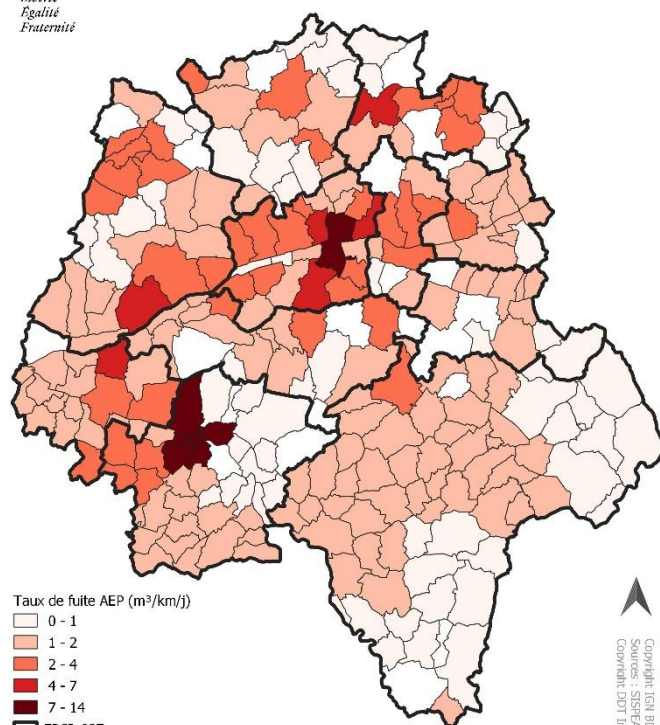 Égalité
Fraternité
Taux de fuite AEP (m³/km/j)
0 - 1
1 - 2
2 - 4
4 - 7
7 - 14
Copyright IGN
Sources : SISPEA
Copyright DDT